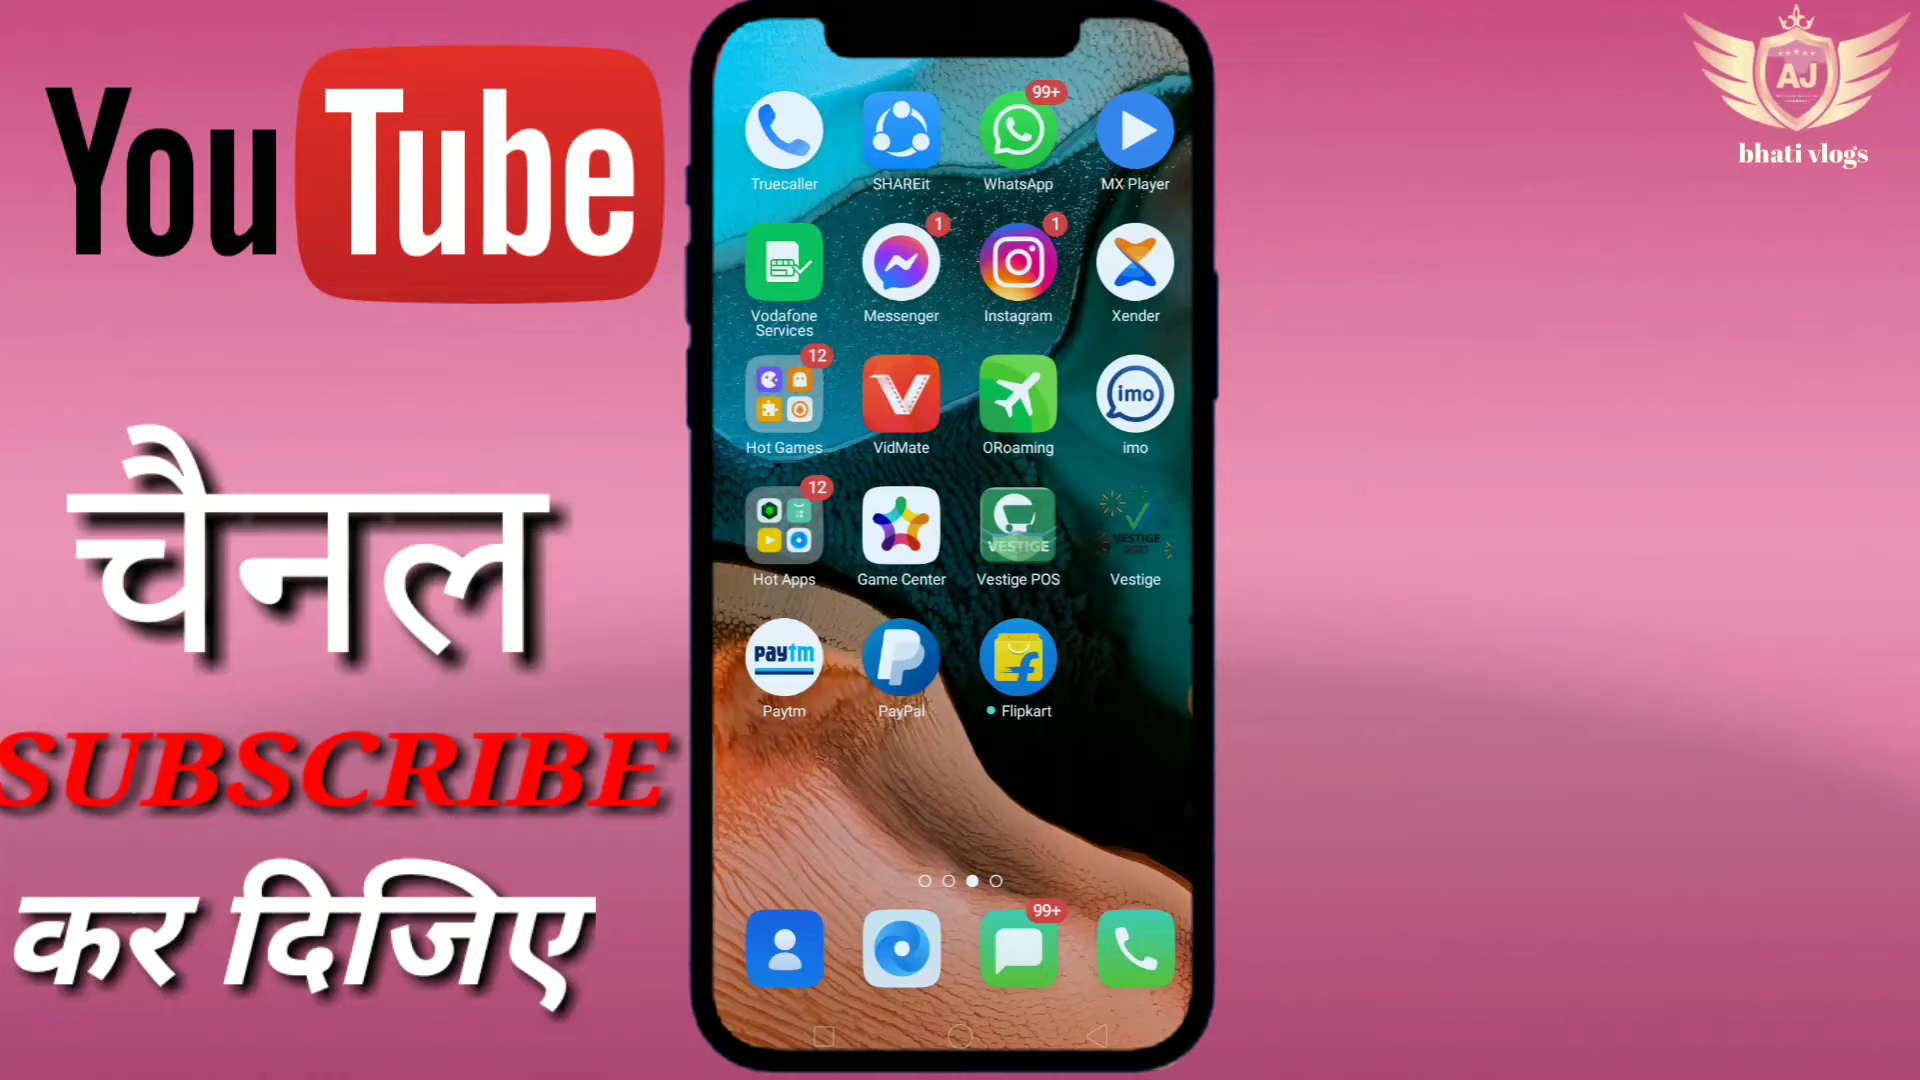 YouTube
चैनल
SUBSCRIBE
कर दिजिए
99+
Truecaller
SHAREit
WhatsApp
MX Player
1
1
Vodafone
Services
Messenger
Instagram
Xender
12
imo
Hot Games
VidMate
ORoaming
imo
12
VESTIGE
VESTIGE
Hot Apps
Game Center
Vestige POS
Vestige
paytm
Paytm
PayPal
Flipkart
99+
AJ
bhati vlogs